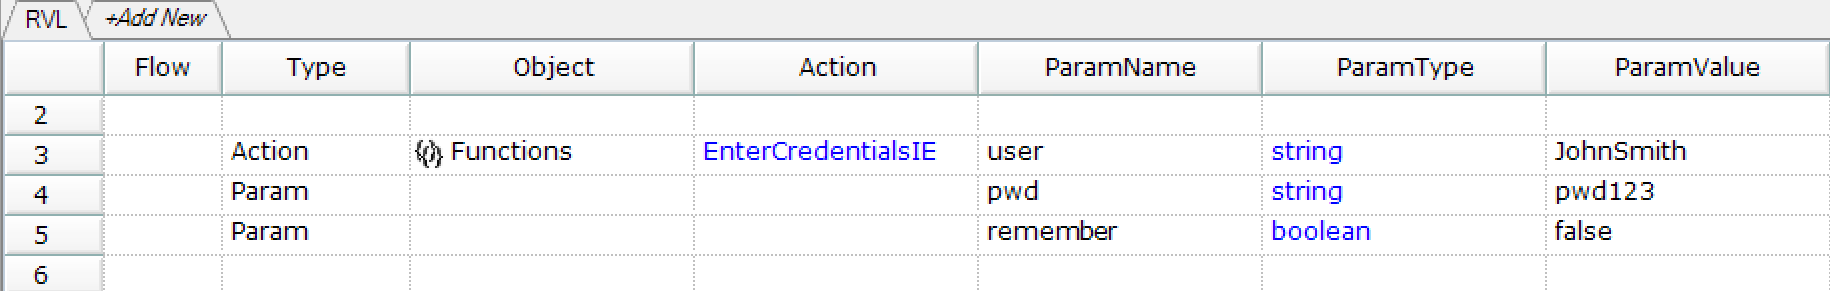 RVL +Add New
Flow Type Object Action ParamName ParamType ParamValue
2
3 Action Functions EnterCredentialsIE user string JohnSmith
4 Param pwd string pwd123
5 Param remember boolean false
6